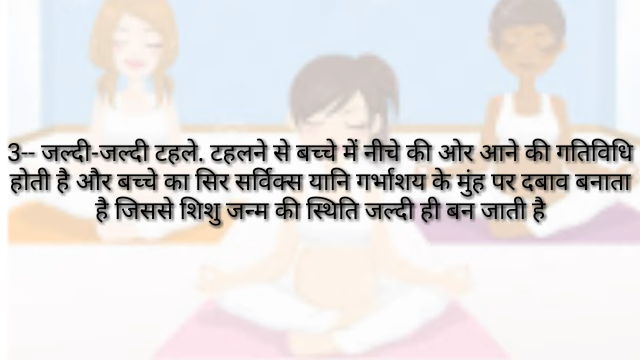 3-- जल्दी-जल्दी टहले. टहलने से बच्चे में नीचे की ओर आने की गतिविधि
होती है और बच्चे का सिर सर्विक्स यानि गर्भाशय के मुंह पर दबाव बनाता
है जिससे शिशु जन्म की स्थिति जल्दी ही बन जाती है